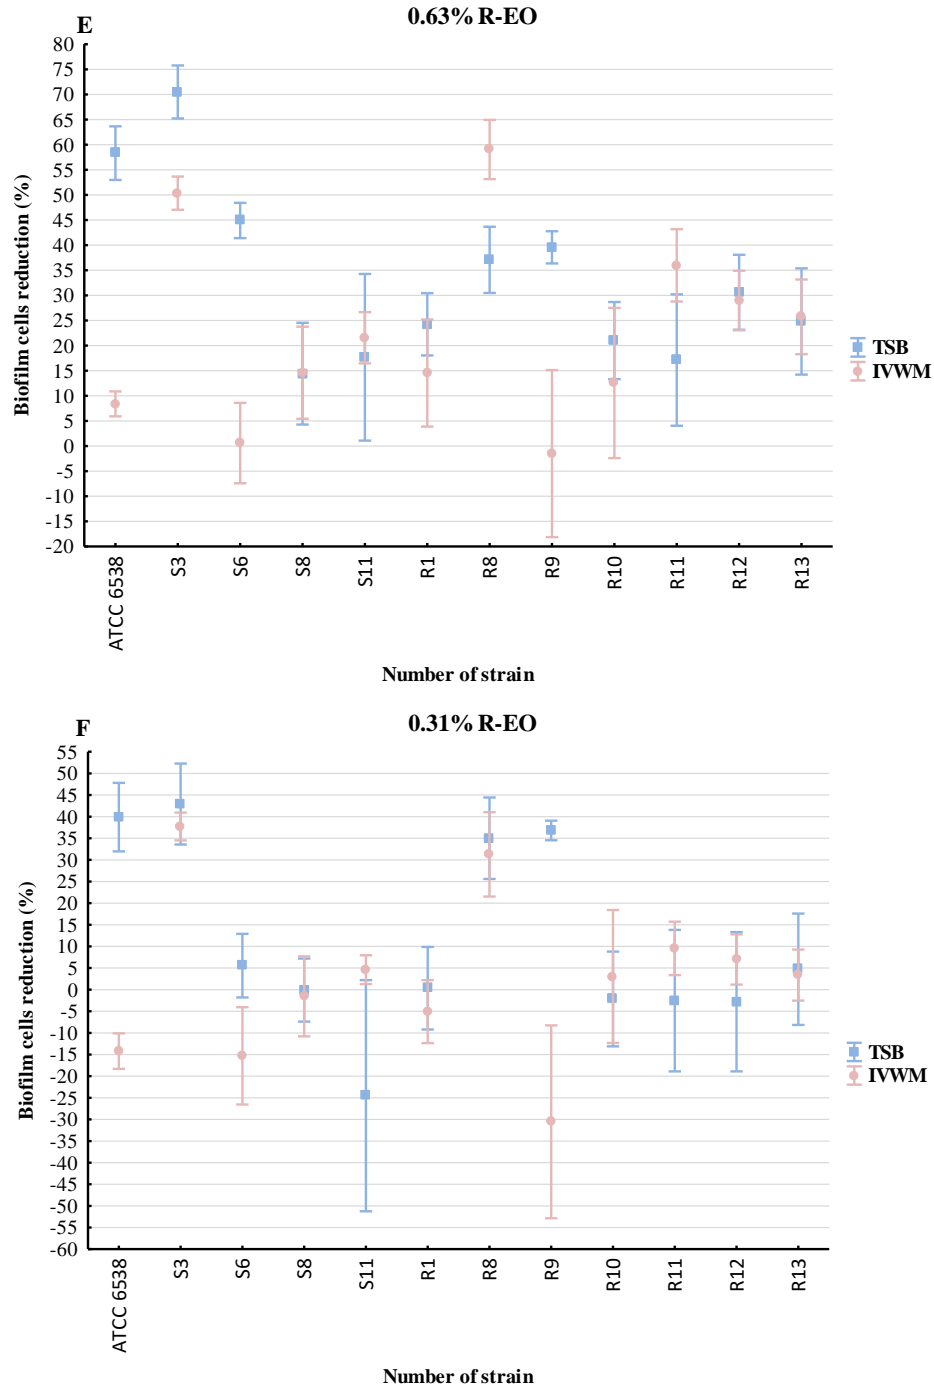 E
0.63% R-EO
80
75
70
65
60
55
50
45
40
35
30
25
20
15
10
5
0
-5
-10
-15
-20
Biofilm cells reduction (%)
ATCC 6538
S3
S6
S8
S11
R1
R8
R9
R10
R11
R12
R13
Number of strain
TSB
IVWM
F
0.31% R-EO
55
50
45
40
35
30
25
20
15
10
5
0
-5
-10
-15
-20
-25
-30
-35
-40
-45
-50
-55
-60
Biofilm cells reduction (%)
ATCC 6538
S3
S6
S8
S11
R1
R8
R9
R10
R11
R12
R13
Number of strain
TSB
IVWM